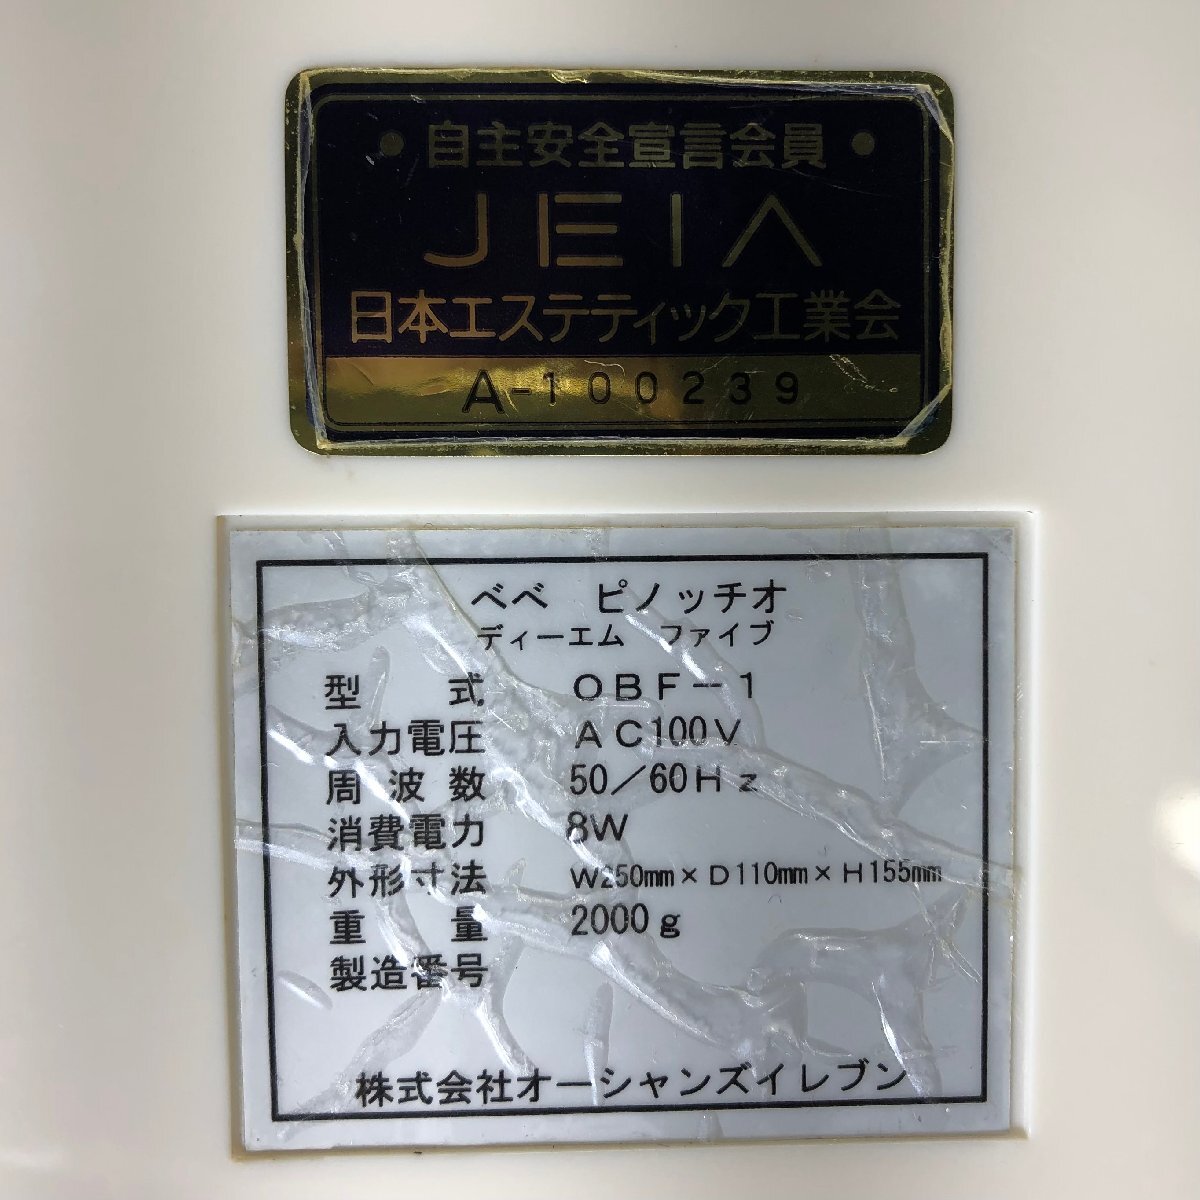 ・自主安全宣言会員・
JEIA
日本エステティック工業会
A-100239
ベベ ピノッチオ
ディーエム ファイブ
型式 OBF-1
入力電圧 AC100V
周波数 50/60Hz
消費電力 8W
外形寸法 W250mm×D110mm×H155mm
重量 2000g
製造番号
株式会社オーシャンズイレブン